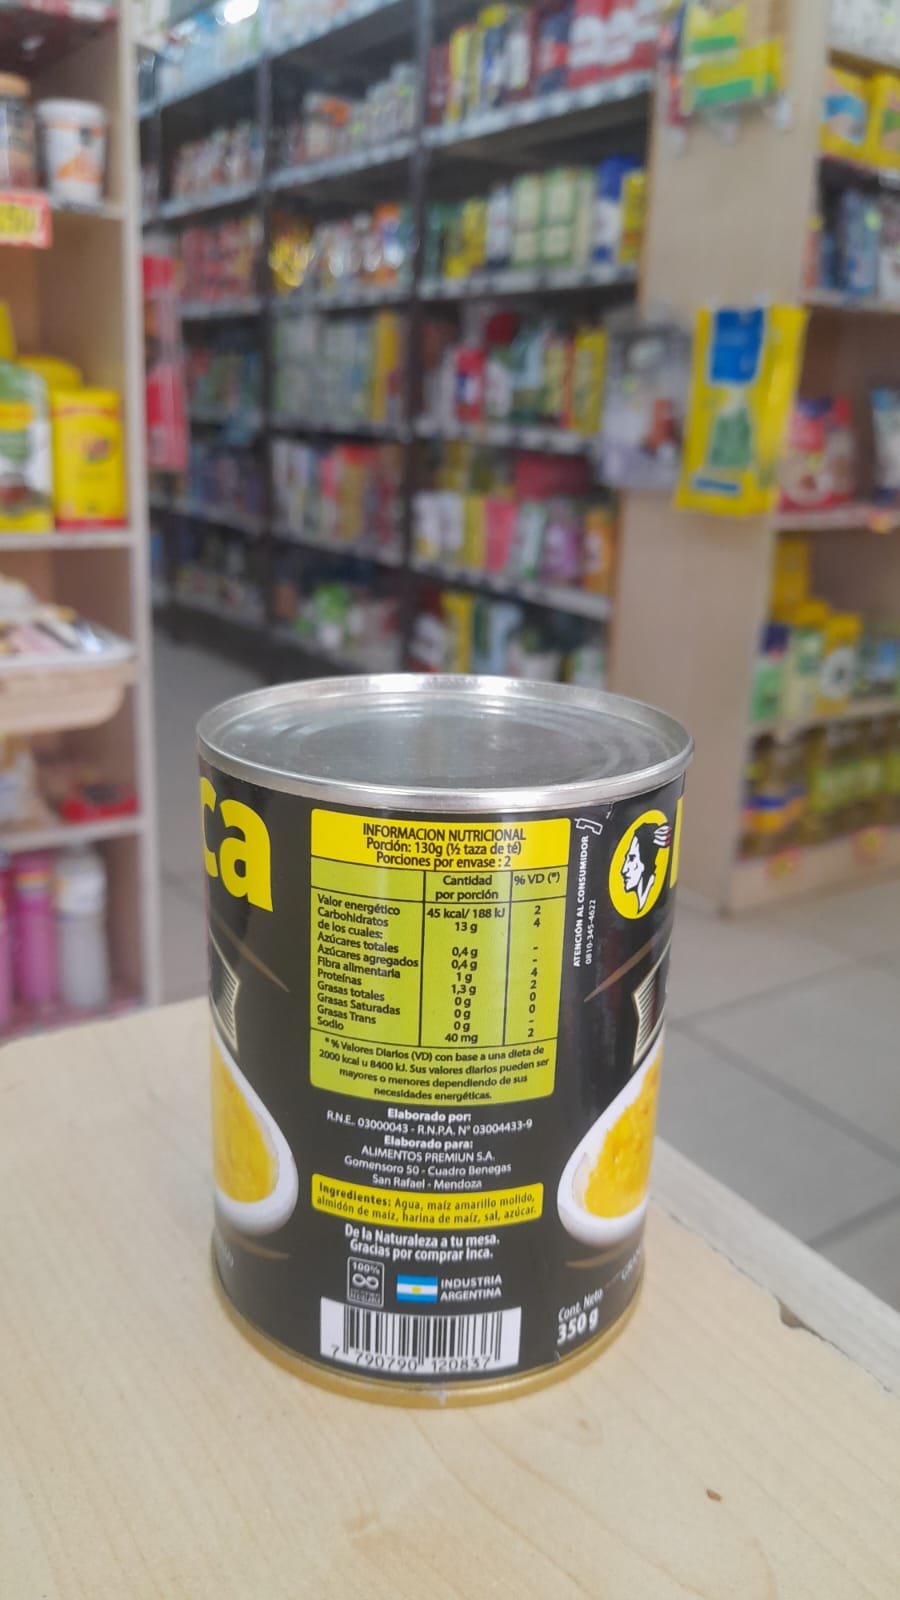 ca
INFORMACION NUTRICIONAL
Porción: 130g (½ taza de té)
Porciones por envase : 2
Cantidad por porción % VD (*)
Valor energético 45 kcal/ 188 kJ 2
Carbohidratos 13 g 4
de los cuales:
Azúcares totales 0,4 g -
Azúcares agregados 0,4 g -
Fibra alimentaria 1 g 4
Proteínas 1,3 g 2
Grasas totales 0 g 0
Grasas Saturadas 0 g 0
Grasas Trans 0 g -
Sodio 40 mg 2
* % Valores Diarios (VD) con base a una dieta de
2000 kcal u 8400 kJ. Sus valores diarios pueden ser
mayores o menores dependiendo de sus
necesidades energéticas.
ATENCIÓN AL CONSUMIDOR
0810-345-4622
Elaborado por:
R.N.E. 03000043 - R.N.P.A. N° 03004433-9
Elaborado para:
ALIMENTOS PREMIUN S.A.
Gomensoro 50 - Cuadro Benegas
San Rafael - Mendoza
Ingredientes: Agua, maíz amarillo molido,
almidón de maíz, harina de maíz, sal, azúcar.
De la Naturaleza a tu mesa.
Gracias por comprar Inca.
100%
INDUSTRIA
ARGENTINA
Cont. Neto
350 g
7 790790 120837